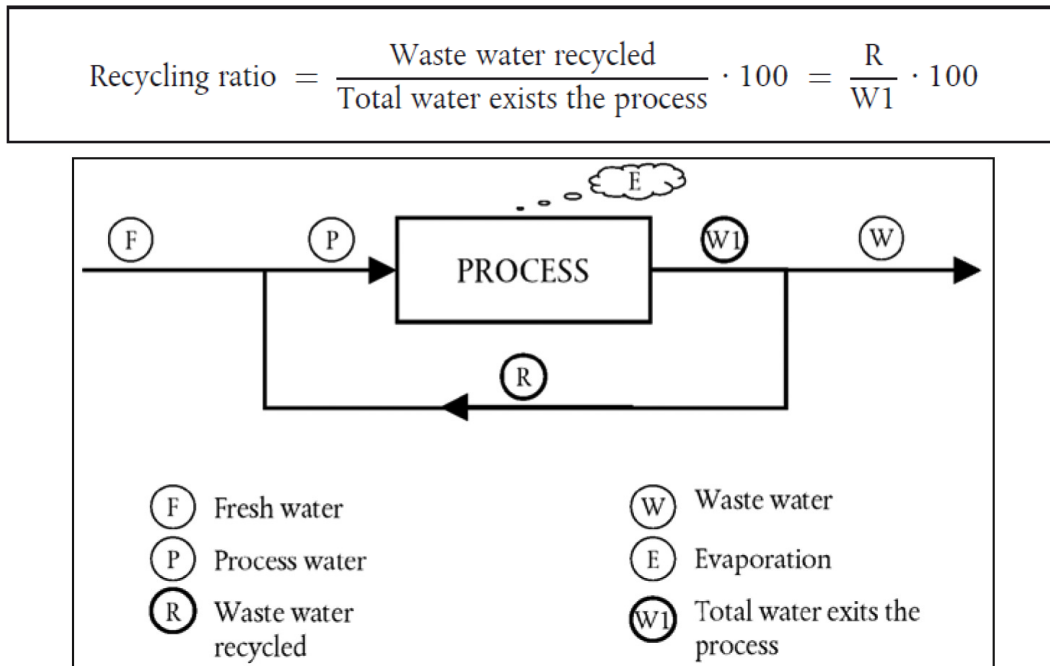 Recycling ratio = Waste water recycled / Total water exists the process · 100 = R / W1 · 100
E
F
P
W1
W
PROCESS
R
F Fresh water
W Waste water
P Process water
E Evaporation
R Waste water
recycled
W1 Total water exits the
process